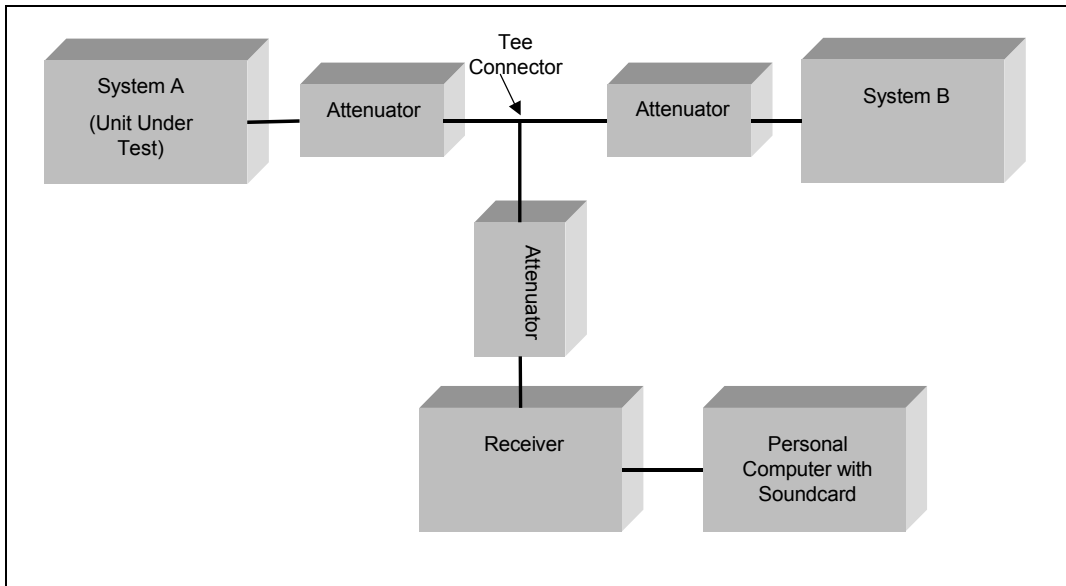 Tee
Connector
System A
(Unit Under
Test)
Attenuator
Attenuator
System B
Attenuator
Receiver
Personal
Computer with
Soundcard